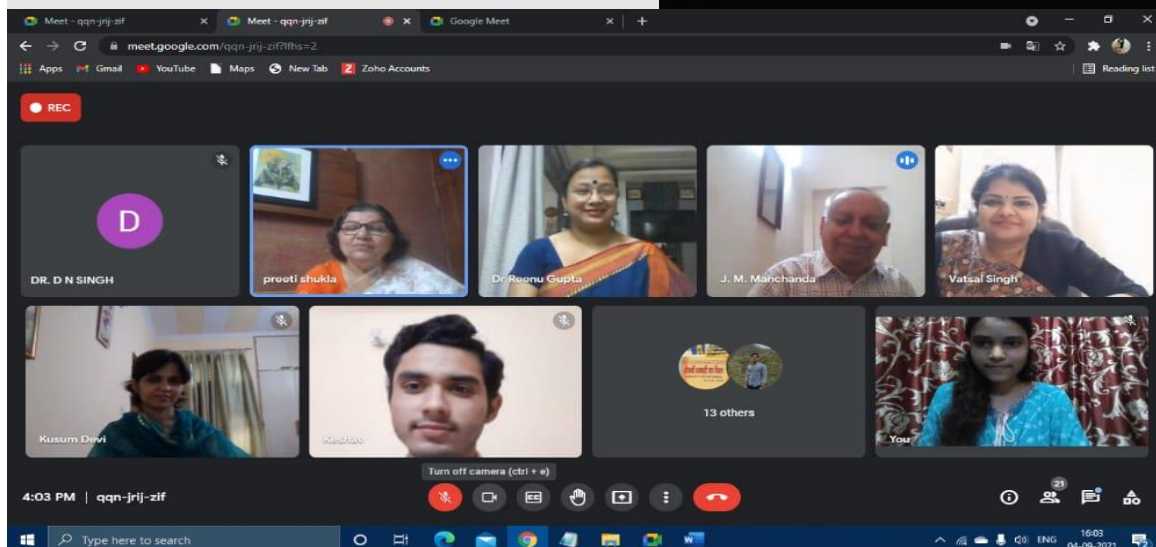 Meet - qqn-jrij-zif
Meet - qqn-jrij-zif
Google Meet
meet.google.com/qqn-jrij-zif?lfhs=2
Apps Gmail YouTube Maps New Tab Zoho Accounts Reading list
REC
D
DR. D N SINGH
preeti shukla
Dr Reenu Gupta
J. M. Manchanda
Vatsal Singh
Kusum Devi
Keshav
13 others
You
Turn off camera (ctrl + e)
4:03 PM | qqn-jrij-zif
21
Type here to search
ENG
16:03
04-09-2021